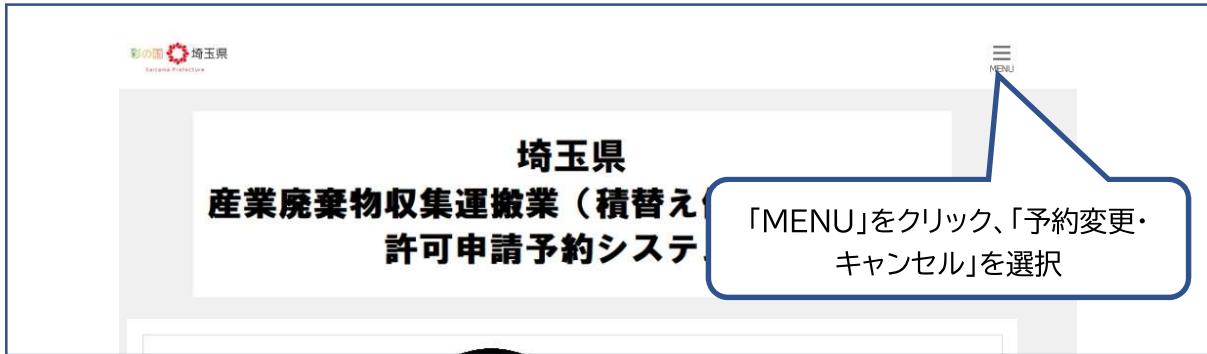 彩の国 埼玉県
Saitama Prefecture
MENU
埼玉県
産業廃棄物収集運搬業（積替え
許可申請予約システ
「MENU」をクリック、「予約変更・
キャンセル」を選択